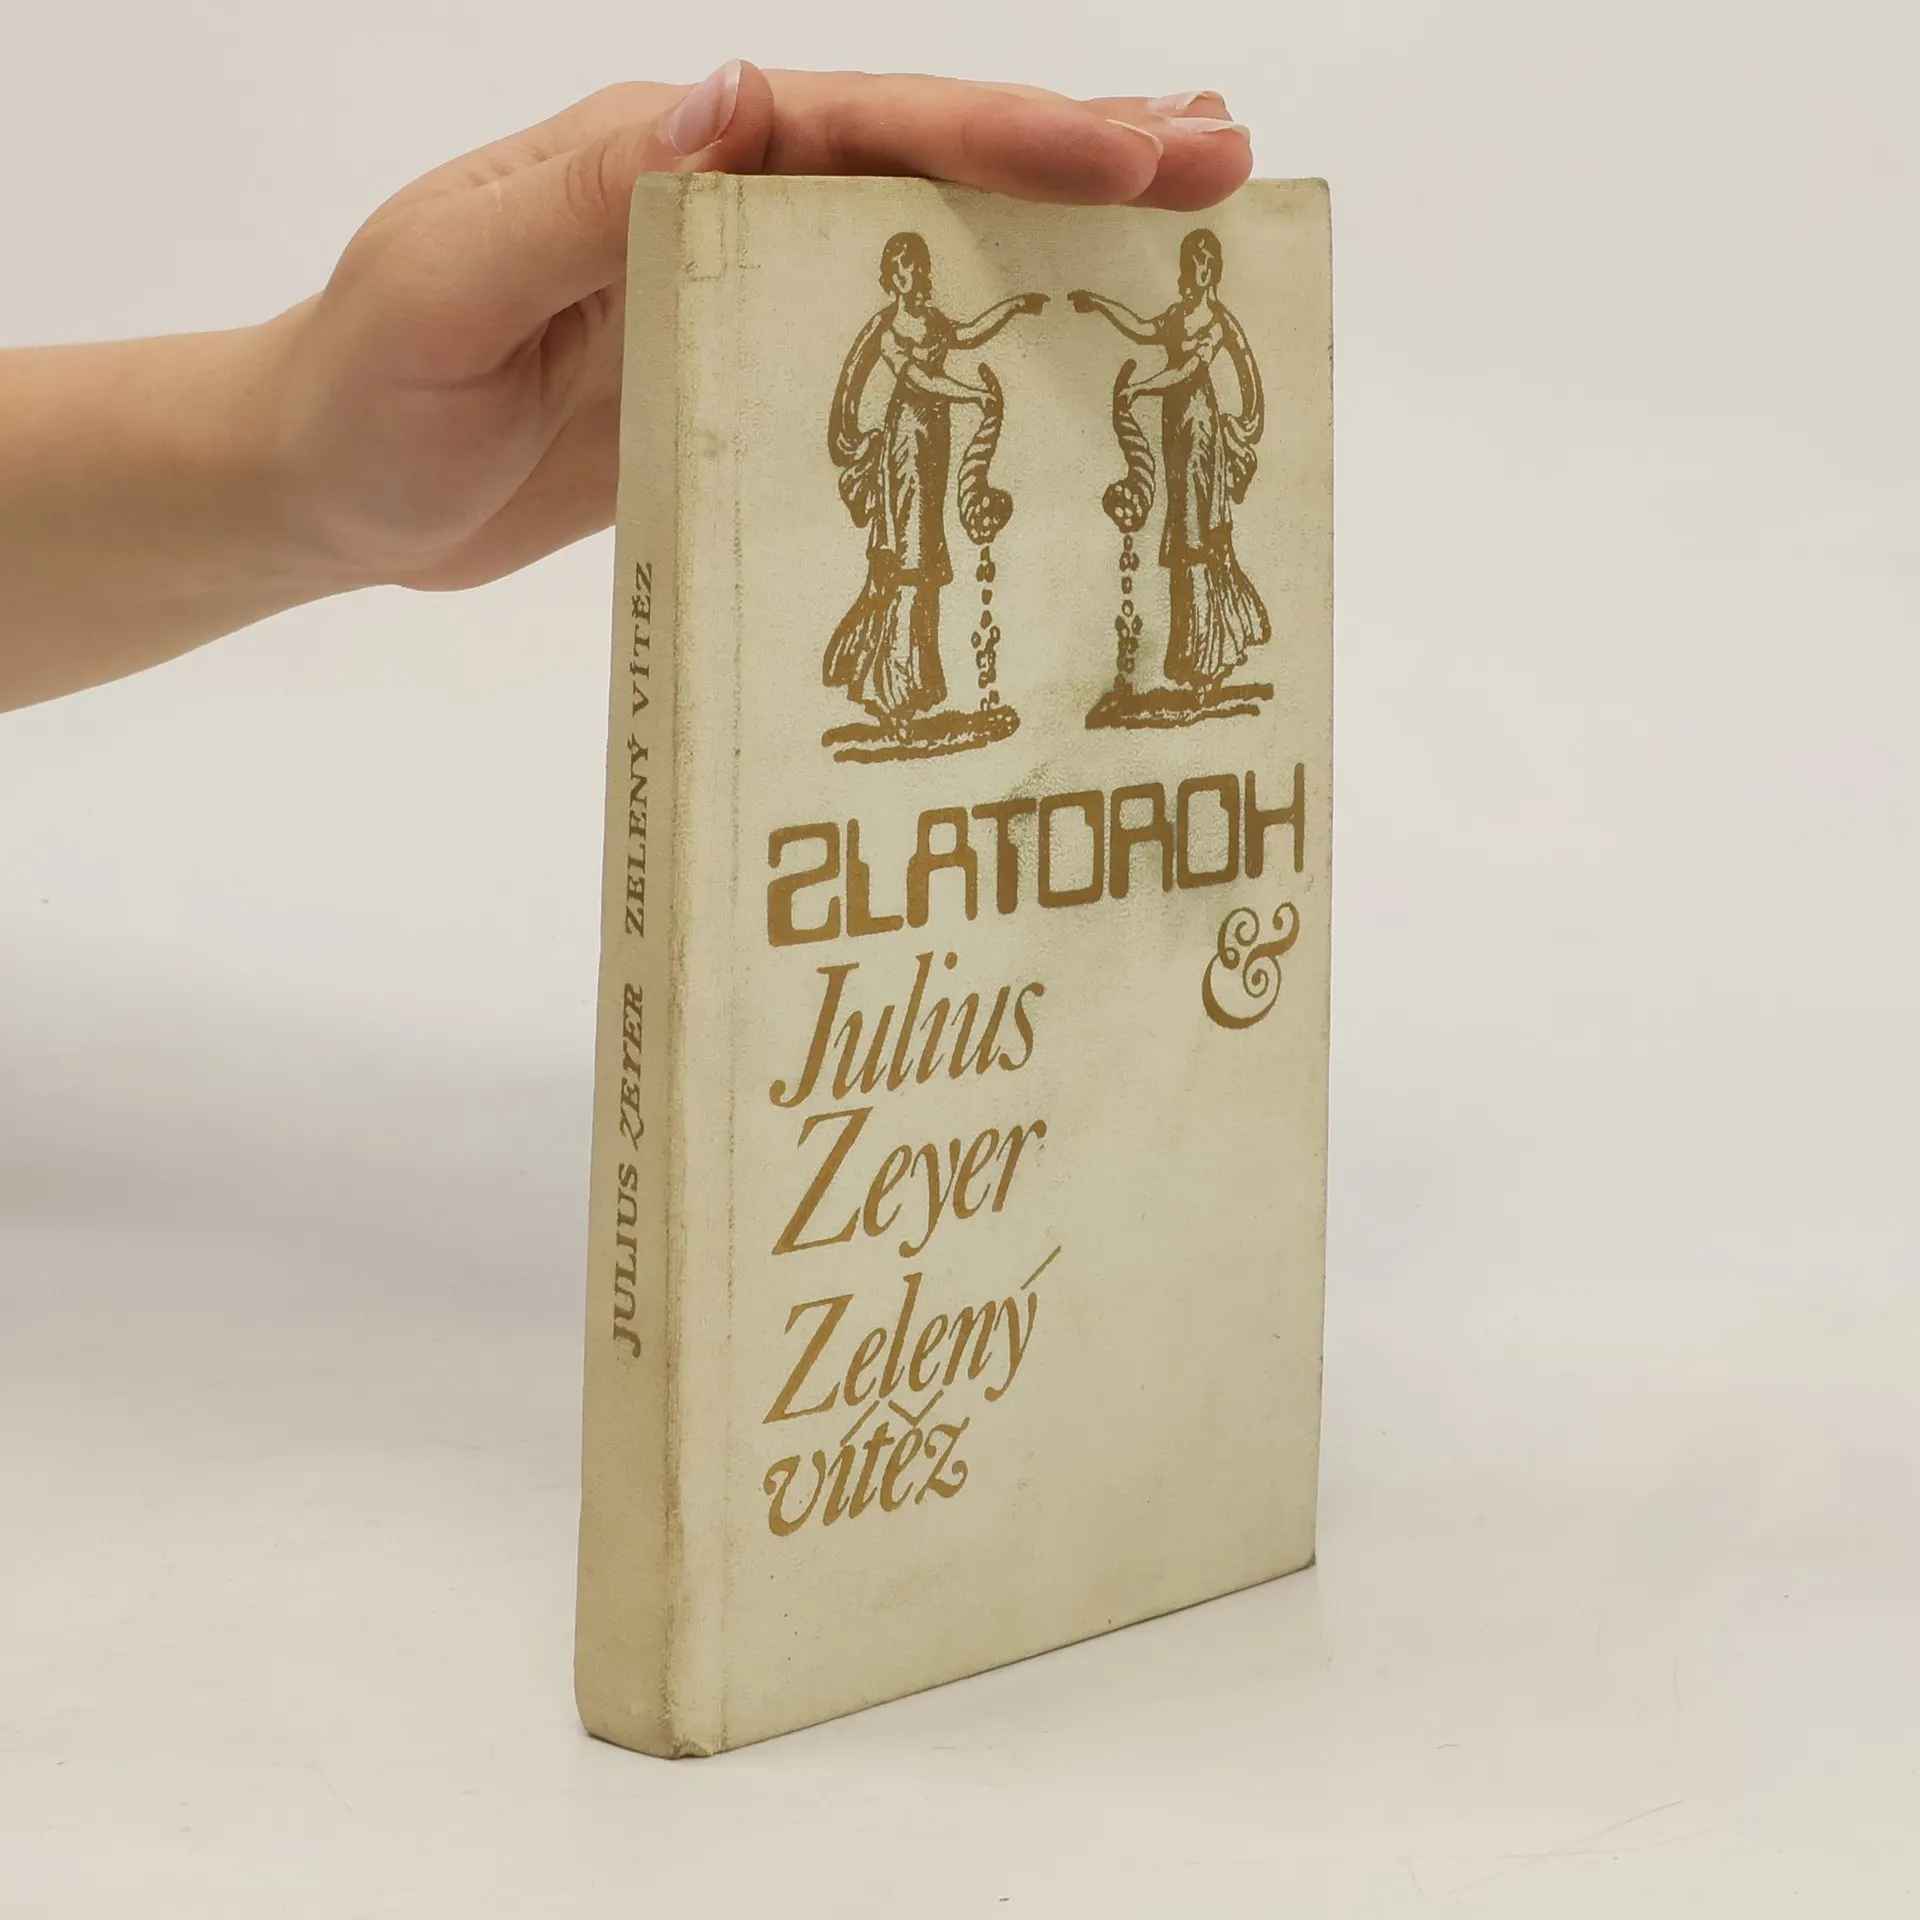 ZLATOROH
&
Julius
Zeyer
Zelený
vítěz
JULIUS ZEYER ZELENÝ VÍTĚZ